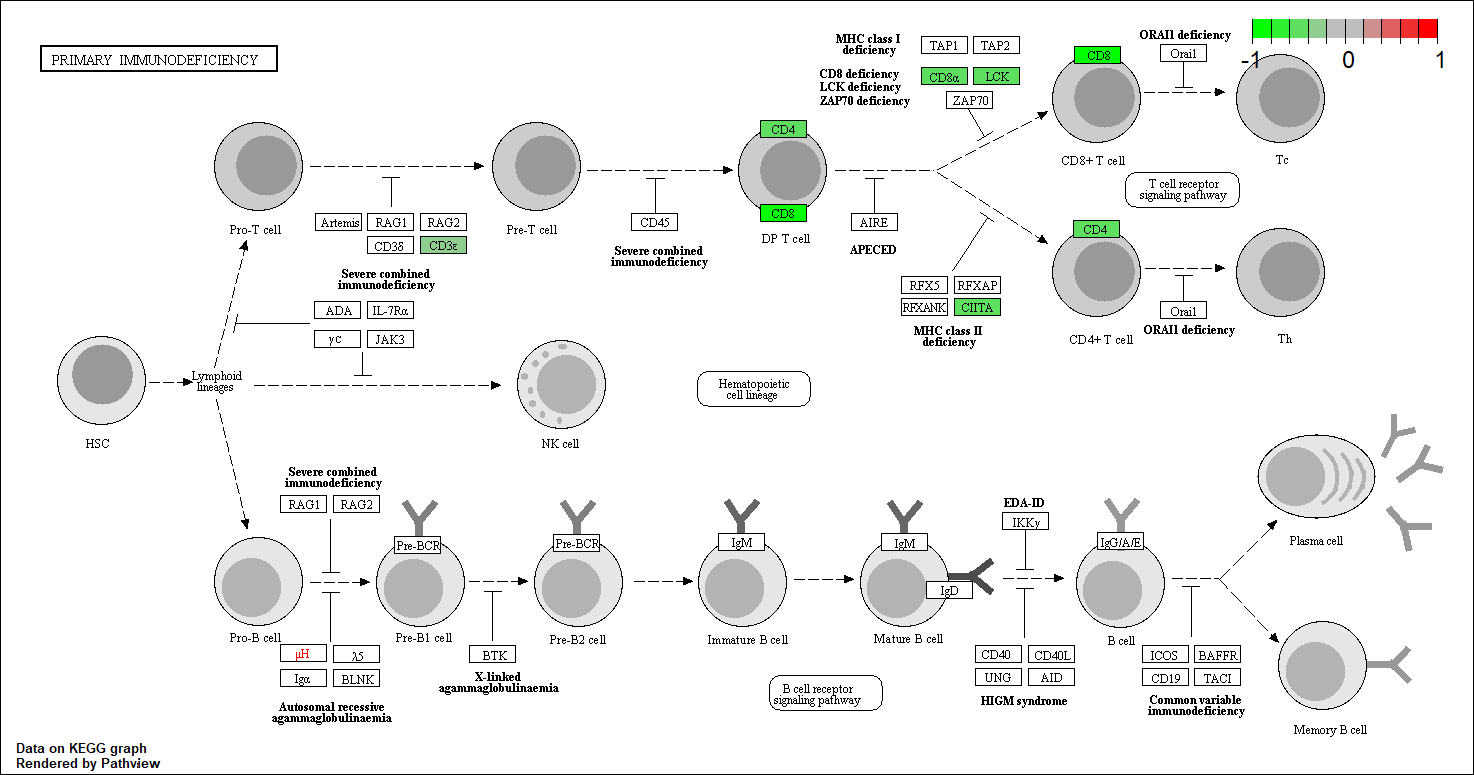 PRIMARY IMMUNODEFICIENCY
MHC class I
deficiency
TAP1
TAP2
CD8 deficiency
LCK deficiency
ZAP70 deficiency
CD8α
LCK
ZAP70
CD8
CD8+ T cell
ORAI1 deficiency
Orai1
Tc
-1
0
1
Pro-T cell
Artemis
RAG1
RAG2
CD3δ
CD3ε
Severe combined
immunodeficiency
Pre-T cell
CD45
Severe combined
immunodeficiency
CD4
CD8
DP T cell
AIRE
APECED
T cell receptor
signaling pathway
CD4
CD4+ T cell
RFX5
RFXAP
RFXANK
CIITA
MHC class II
deficiency
Orai1
ORAI1 deficiency
Th
ADA
IL-7Rα
γc
JAK3
HSC
Lymphoid
lineages
NK cell
Hematopoietic
cell lineage
Severe combined
immunodeficiency
RAG1
RAG2
Pro-B cell
μH
λ5
Igα
BLNK
Autosomal recessive
agammaglobulinaemia
Pre-BCR
Pre-B1 cell
BTK
X-linked
agammaglobulinaemia
Pre-BCR
Pre-B2 cell
IgM
Immature B cell
IgM
IgD
Mature B cell
B cell receptor
signaling pathway
EDA-ID
IKKγ
CD40
CD40L
UNG
AID
HIGM syndrome
IgG/A/E
B cell
ICOS
BAFFR
CD19
TACI
Common variable
immunodeficiency
Plasma cell
Memory B cell
Data on KEGG graph
Rendered by Pathview